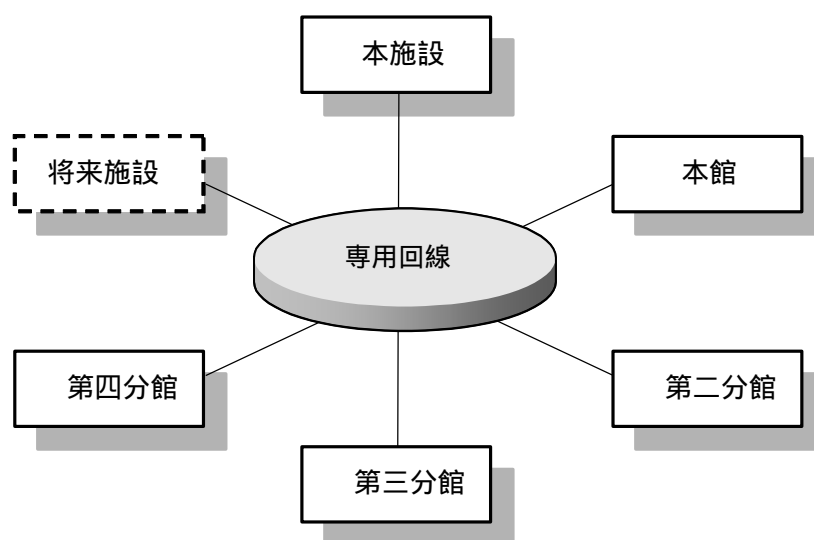 本施設
将来施設
本館
専用回線
第四分館
第二分館
第三分館